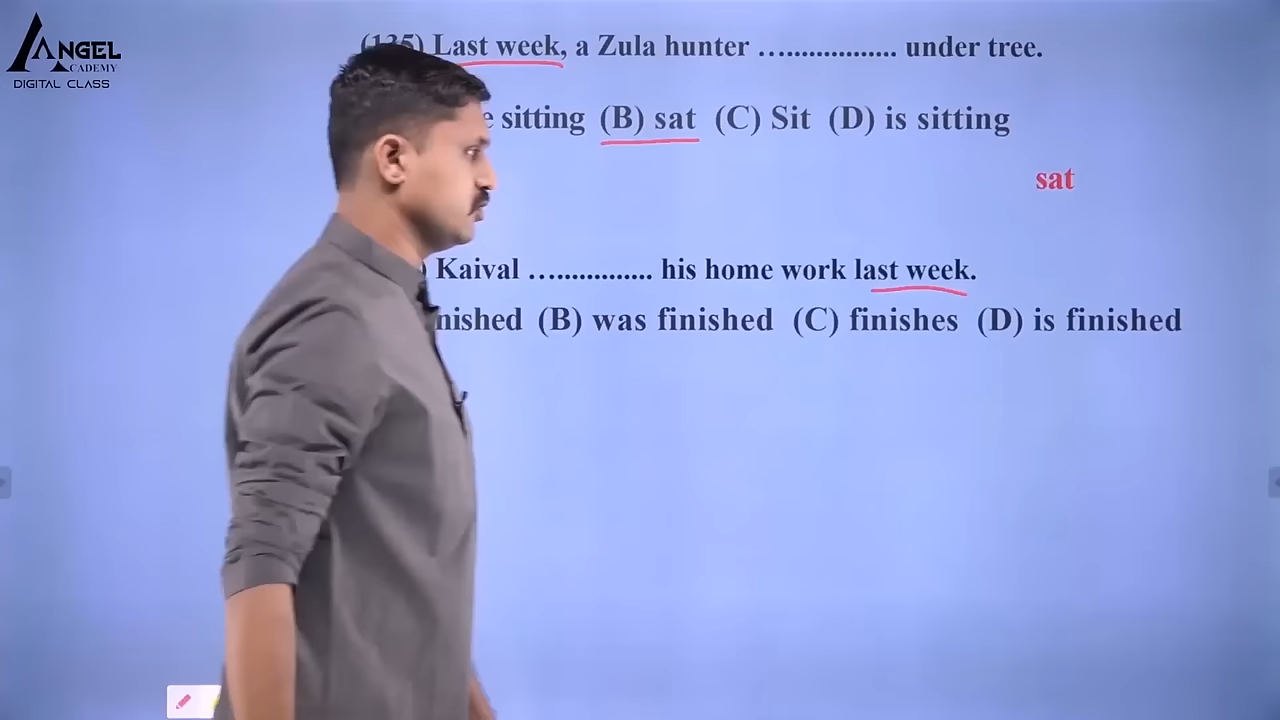 ANGEL
ACADEMY
DIGITAL CLASS
(135) Last week, a Zula hunter …................ under tree.
sitting (B) sat (C) Sit (D) is sitting
sat
) Kaival …............. his home work last week.
(B) was finished (C) finishes (D) is finished